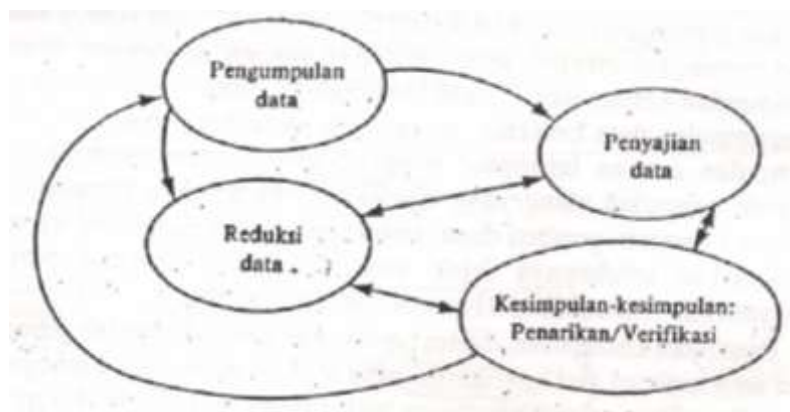 Pengumpulan
data
Penyajian
data
Reduksi
data
Kesimpulan-kesimpulan:
Penarikan/Verifikasi